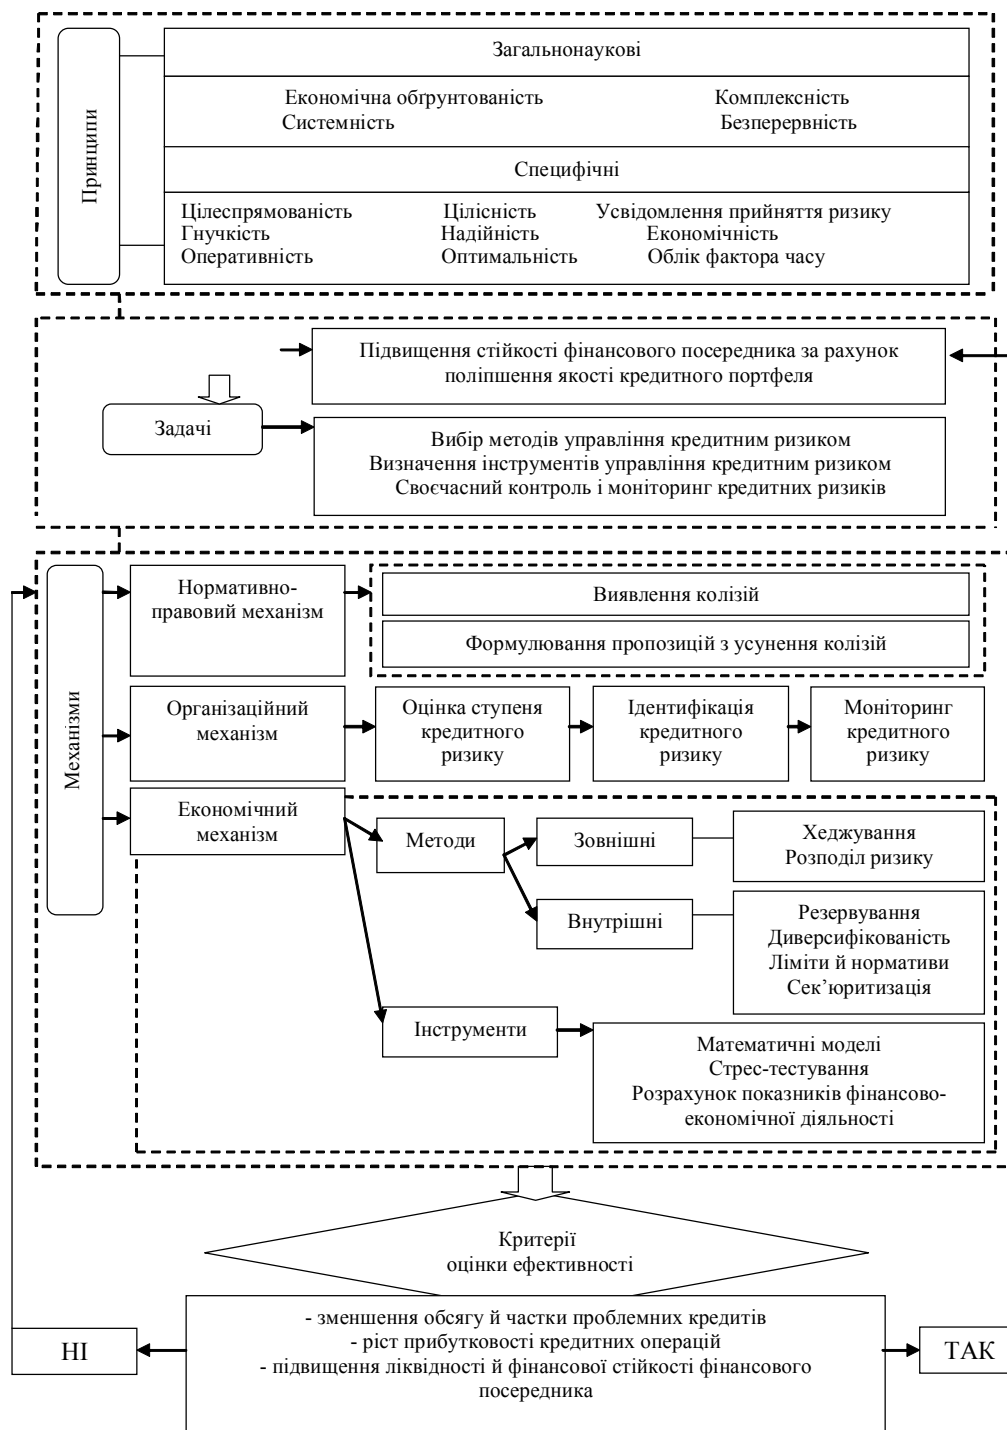 Принципи
Загальнонаукові
Економічна обґрунтованість Комплексність
Системність Безперервність
Специфічні
Цілеспрямованість Цілісність Усвідомлення прийняття ризику
Гнучкість Надійність Економічність
Оперативність Оптимальність Облік фактора часу
Підвищення стійкості фінансового посередника за рахунок
поліпшення якості кредитного портфеля
Задачі
Вибір методів управління кредитним ризиком
Визначення інструментів управління кредитним ризиком
Своєчасний контроль і моніторинг кредитних ризиків
Механізми
Нормативно-
правовий механізм
Виявлення колізій
Формулювання пропозицій з усунення колізій
Організаційний
механізм
Оцінка ступеня
кредитного
ризику
Ідентифікація
кредитного
ризику
Моніторинг
кредитного
ризику
Економічний
механізм
Методи
Зовнішні
Хеджування
Розподіл ризику
Внутрішні
Резервування
Диверсифікованість
Ліміти й нормативи
Сек’юритизація
Інструменти
Математичні моделі
Стрес-тестування
Розрахунок показників фінансово-
економічної діяльності
Критерії
оцінки ефективності
- зменшення обсягу й частки проблемних кредитів
- ріст прибутковості кредитних операцій
- підвищення ліквідності й фінансової стійкості фінансового
посередника
НІ
ТАК